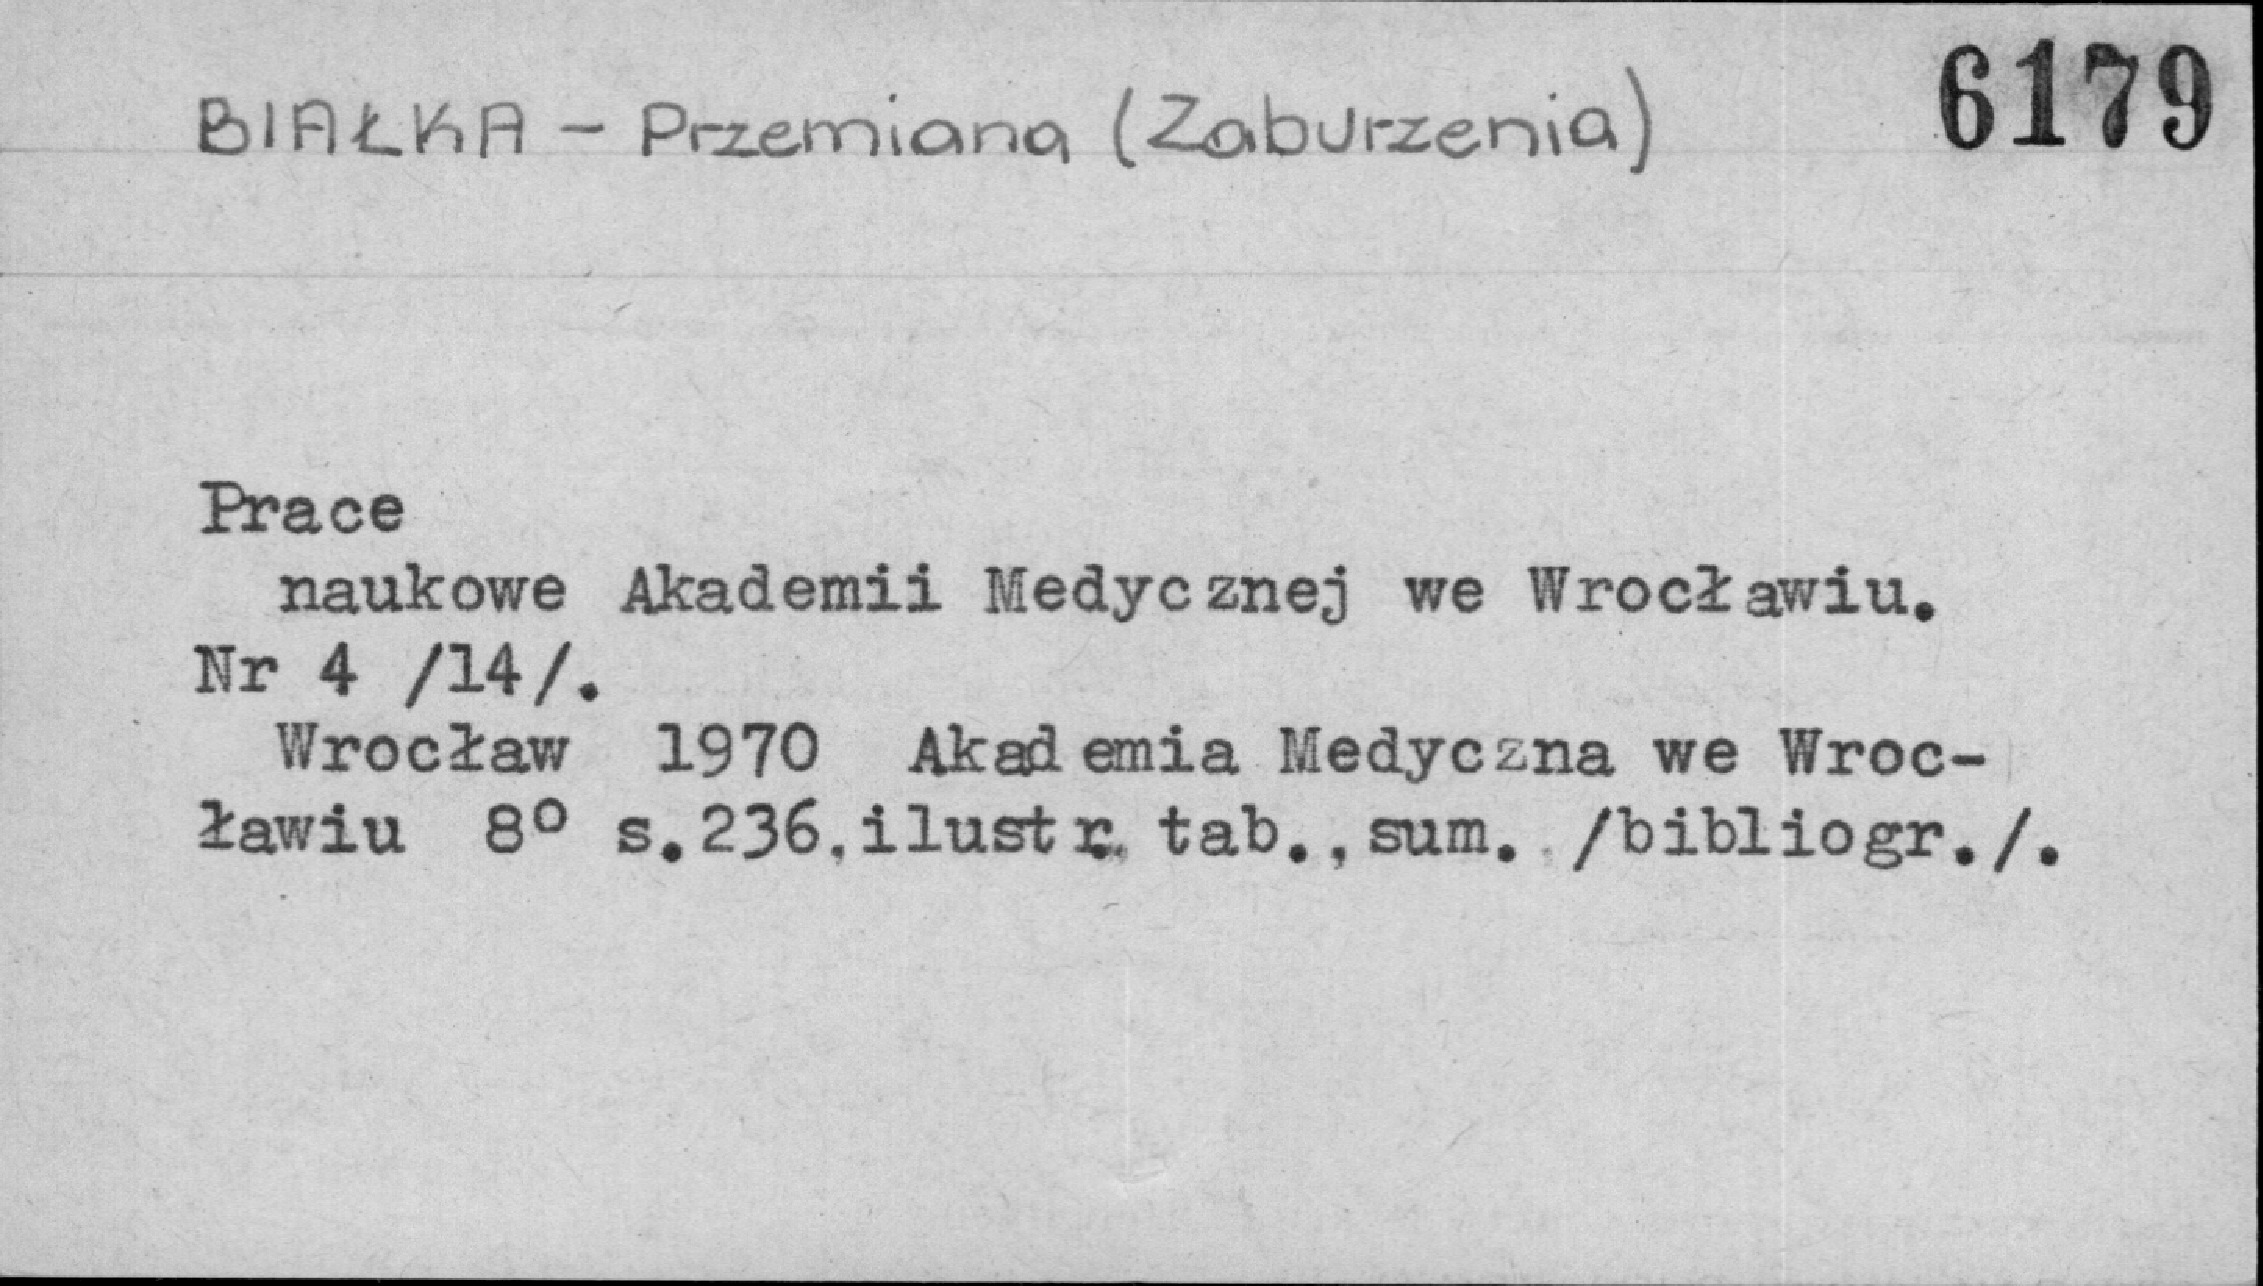 6179
BIAŁKA – Przemiana (Zaburzenia)
Prace
naukowe Akademii Medycznej we Wrocławiu.
Nr 4 /14/.
Wrocław 1970 Akademia Medyczna we Wroc-
ławiu 8º s.236,ilustr. tab.,sum. /bibliogr./.